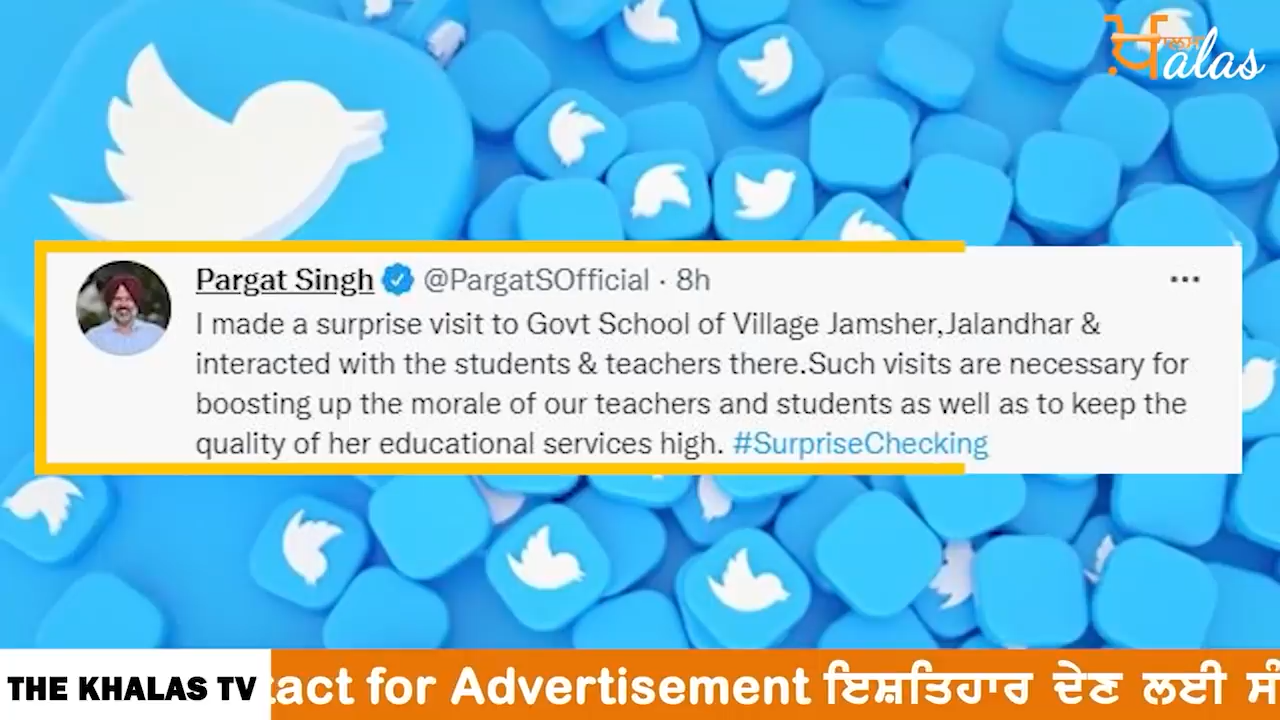 ਖ਼ਾਲਸ alas
Pargat Singh @PargatSOfficial · 8h
I made a surprise visit to Govt School of Village Jamsher,Jalandhar &
interacted with the students & teachers there.Such visits are necessary for
boosting up the morale of our teachers and students as well as to keep the
quality of her educational services high. #SurpriseChecking
THE KHALAS TV tact for Advertisement ਇਸ਼ਤਿਹਾਰ ਦੇਣ ਲਈ ਸੰ